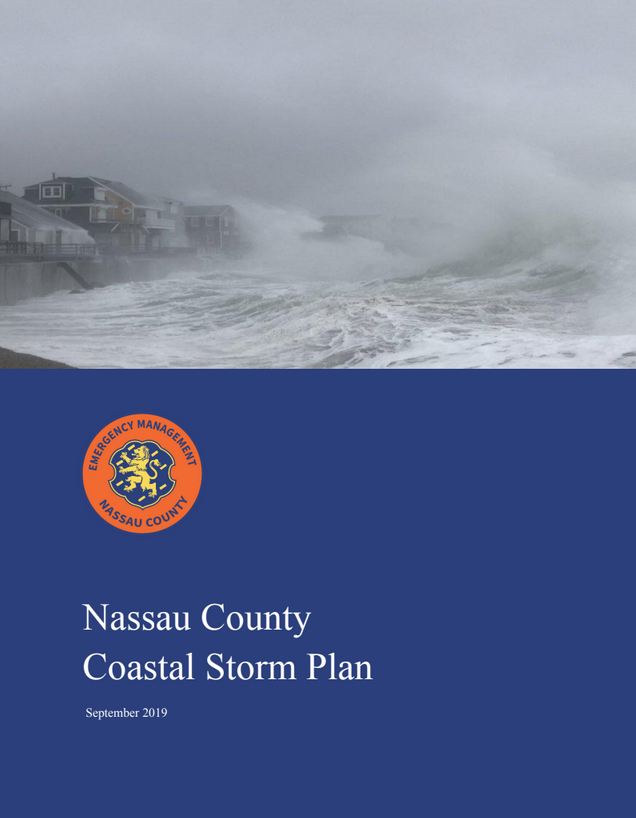 EMERGENCY MANAGEMENT
NASSAU COUNTY
Nassau County
Coastal Storm Plan
September 2019